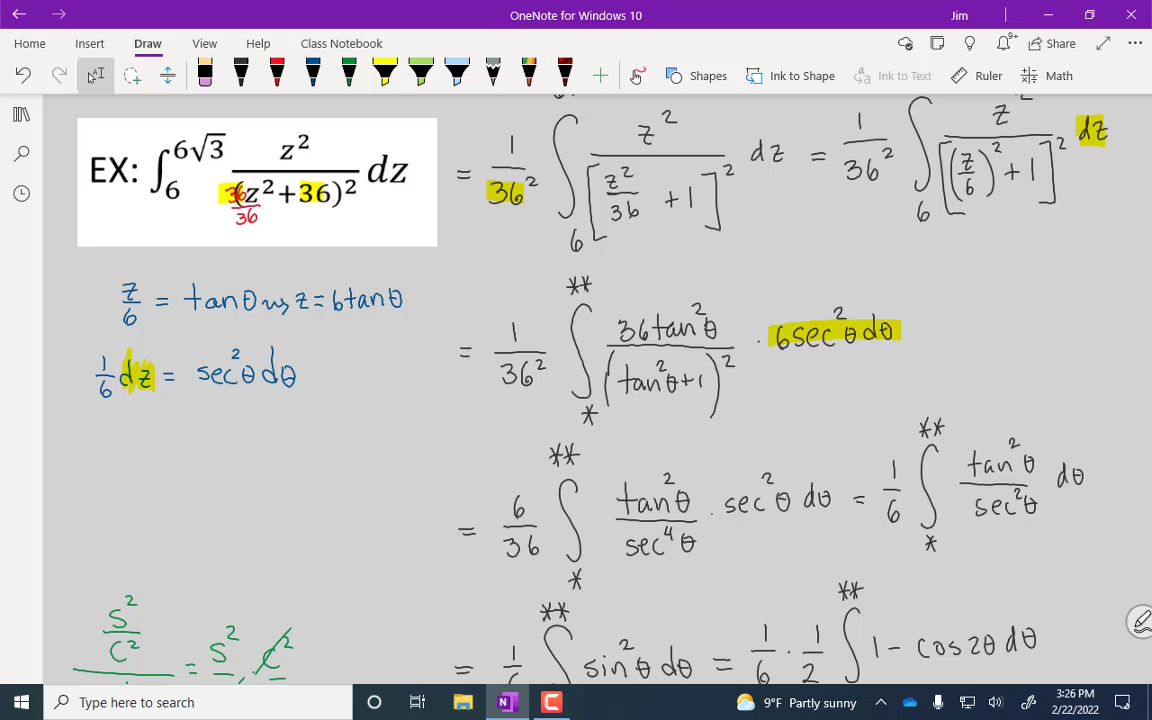 OneNote for Windows 10
Jim
Home Insert Draw View Help Class Notebook
Share
Shapes Ink to Shape Ink to Text Ruler Math
EX: ∫_6^{6√3} z²/(z²+36)² dz
36/36
z/6 = tanθ ⇝ z = 6tanθ
1/6 dz = sec²θ dθ
= 1/36² ∫_6 z²/[z²/36 + 1]² dz = 1/36² ∫_6 z²/[(z/6)² + 1]² dz
= 1/36² ∫_*^** 36tan²θ/(tan²θ+1)² · 6sec²θ dθ
= 6/36 ∫_*^** tan²θ/sec⁴θ · sec²θ dθ = 1/6 ∫_*^** tan²θ/sec²θ dθ
S²/C² = S² · C²
= 1/6 ∫^** sin²θ dθ = 1/6 · 1/2 ∫^** 1 - cos2θ dθ
Type here to search
9°F Partly sunny
3:26 PM
2/22/2022